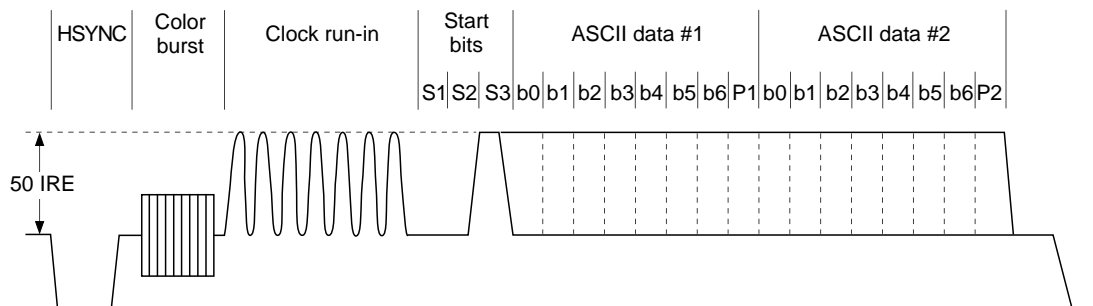 HSYNC Color burst Clock run-in Start bits ASCII data #1 ASCII data #2
S1 S2 S3 b0 b1 b2 b3 b4 b5 b6 P1 b0 b1 b2 b3 b4 b5 b6 P2
50 IRE